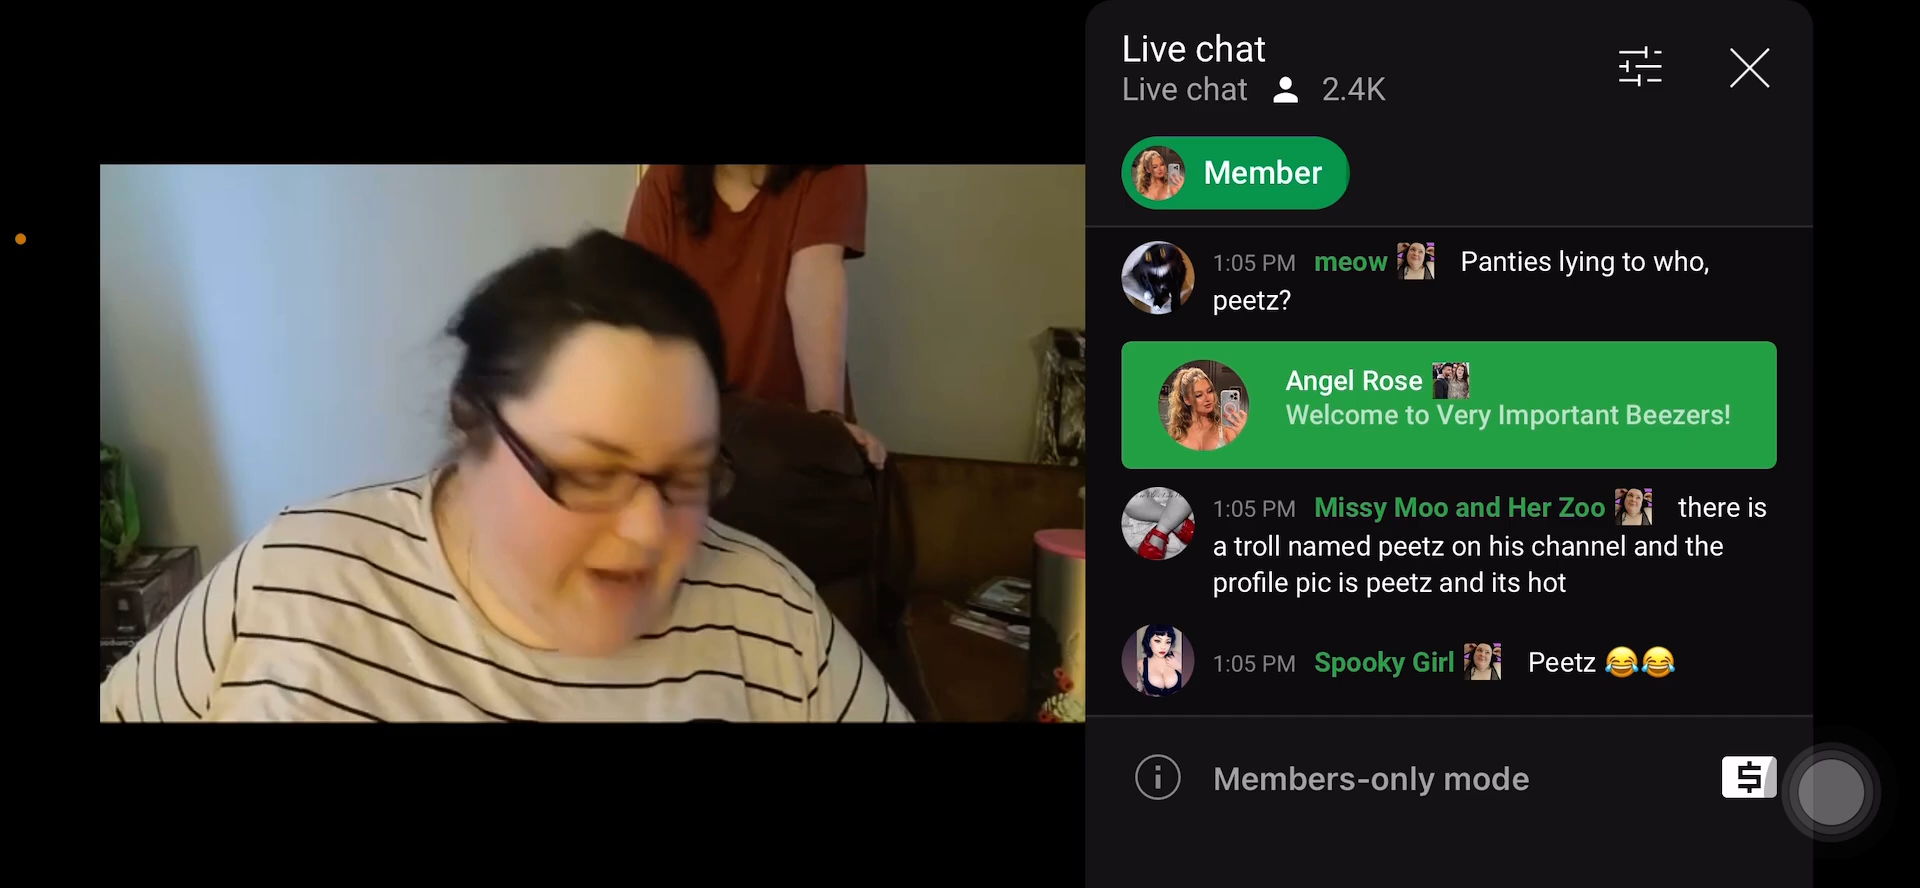 Live chat
Live chat 2.4K
Member
1:05 PM meow Panties lying to who,
peetz?
Angel Rose
Welcome to Very Important Beezers!
1:05 PM Missy Moo and Her Zoo there is
a troll named peetz on his channel and the
profile pic is peetz and its hot
1:05 PM Spooky Girl Peetz 😂😂
Members-only mode